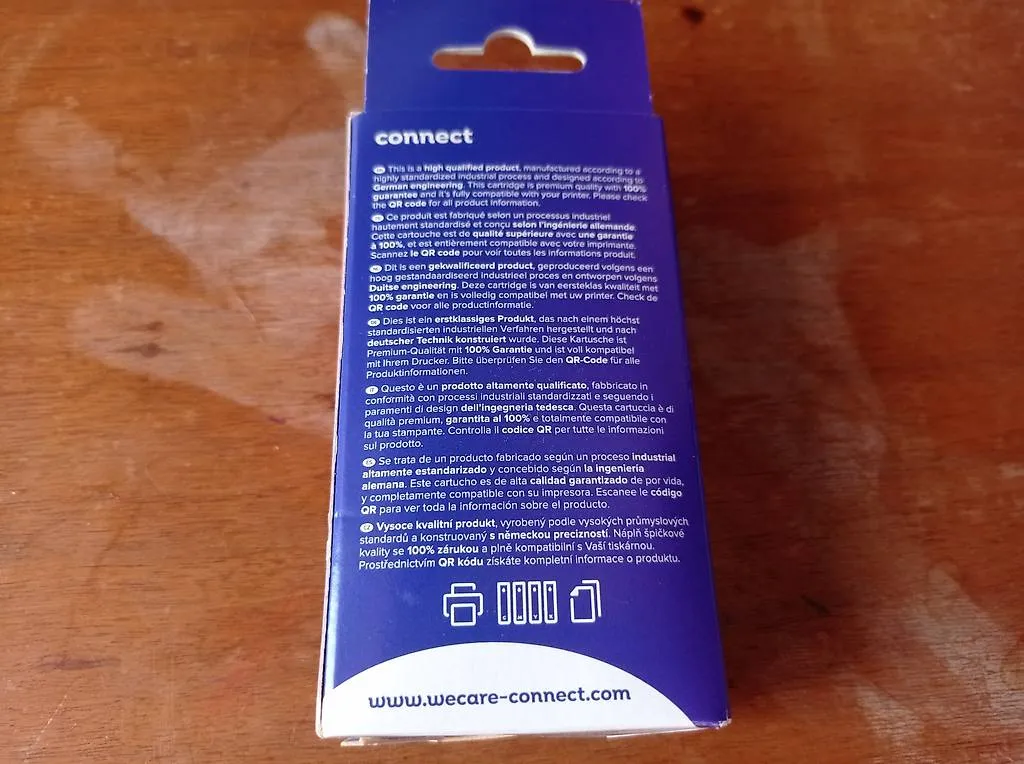 connect
This is a high qualified product, manufactured according to a
highly standardized industrial process and designed according to
German engineering. This cartridge is premium quality with 100%
guarantee and it's fully compatible with your printer. Please check
the QR code for all product information.
Ce produit est fabriqué selon un processus industriel
hautement standardisé et conçu selon l'ingénierie allemande.
Cette cartouche est de qualité supérieure avec une garantie
à 100%, et est entièrement compatible avec votre imprimante.
Scannez le QR code pour voir toutes les informations produit.
Dit is een gekwalificeerd product, geproduceerd volgens een
hoog gestandaardiseerd industrieel proces en ontworpen volgens
Duitse engineering. Deze cartridge is van eersteklas kwaliteit met
100% garantie en is volledig compatibel met uw printer. Check de
QR code voor alle productinformatie.
DE Dies ist ein erstklassiges Produkt, das nach einem höchst
standardisierten industriellen Verfahren hergestellt und nach
deutscher Technik konstruiert wurde. Diese Kartusche ist
Premium-Qualität mit 100% Garantie und ist voll kompatibel
mit Ihrem Drucker. Bitte überprüfen Sie den QR-Code für alle
Produktinformationen.
IT Questo è un prodotto altamente qualificato, fabbricato in
conformità con processi industriali standardizzati e seguendo i
paramenti di design dell'ingegneria tedesca. Questa cartuccia è di
qualità premium, garantita al 100% e totalmente compatibile con
la tua stampante. Controlla il codice QR per tutte le informazioni
sul prodotto.
ES Se trata de un producto fabricado según un proceso industrial
altamente estandarizado y concebido según la ingenieria
alemana. Este cartucho es de alta calidad garantizado de por vida,
y completamente compatible con su impresora. Escanee le código
QR para ver toda la información sobre el producto.
CZ Vysoce kvalitní produkt, vyrobený podle vysokých průmyslových
standardů a konstruovaný s německou precizností. Náplň špičkové
kvality se 100% zárukou a plně kompatibilní s Vaší tiskárnou.
Prostřednictvím QR kódu získáte kompletní informace o produktu.
C M Y K
www.wecare-connect.com